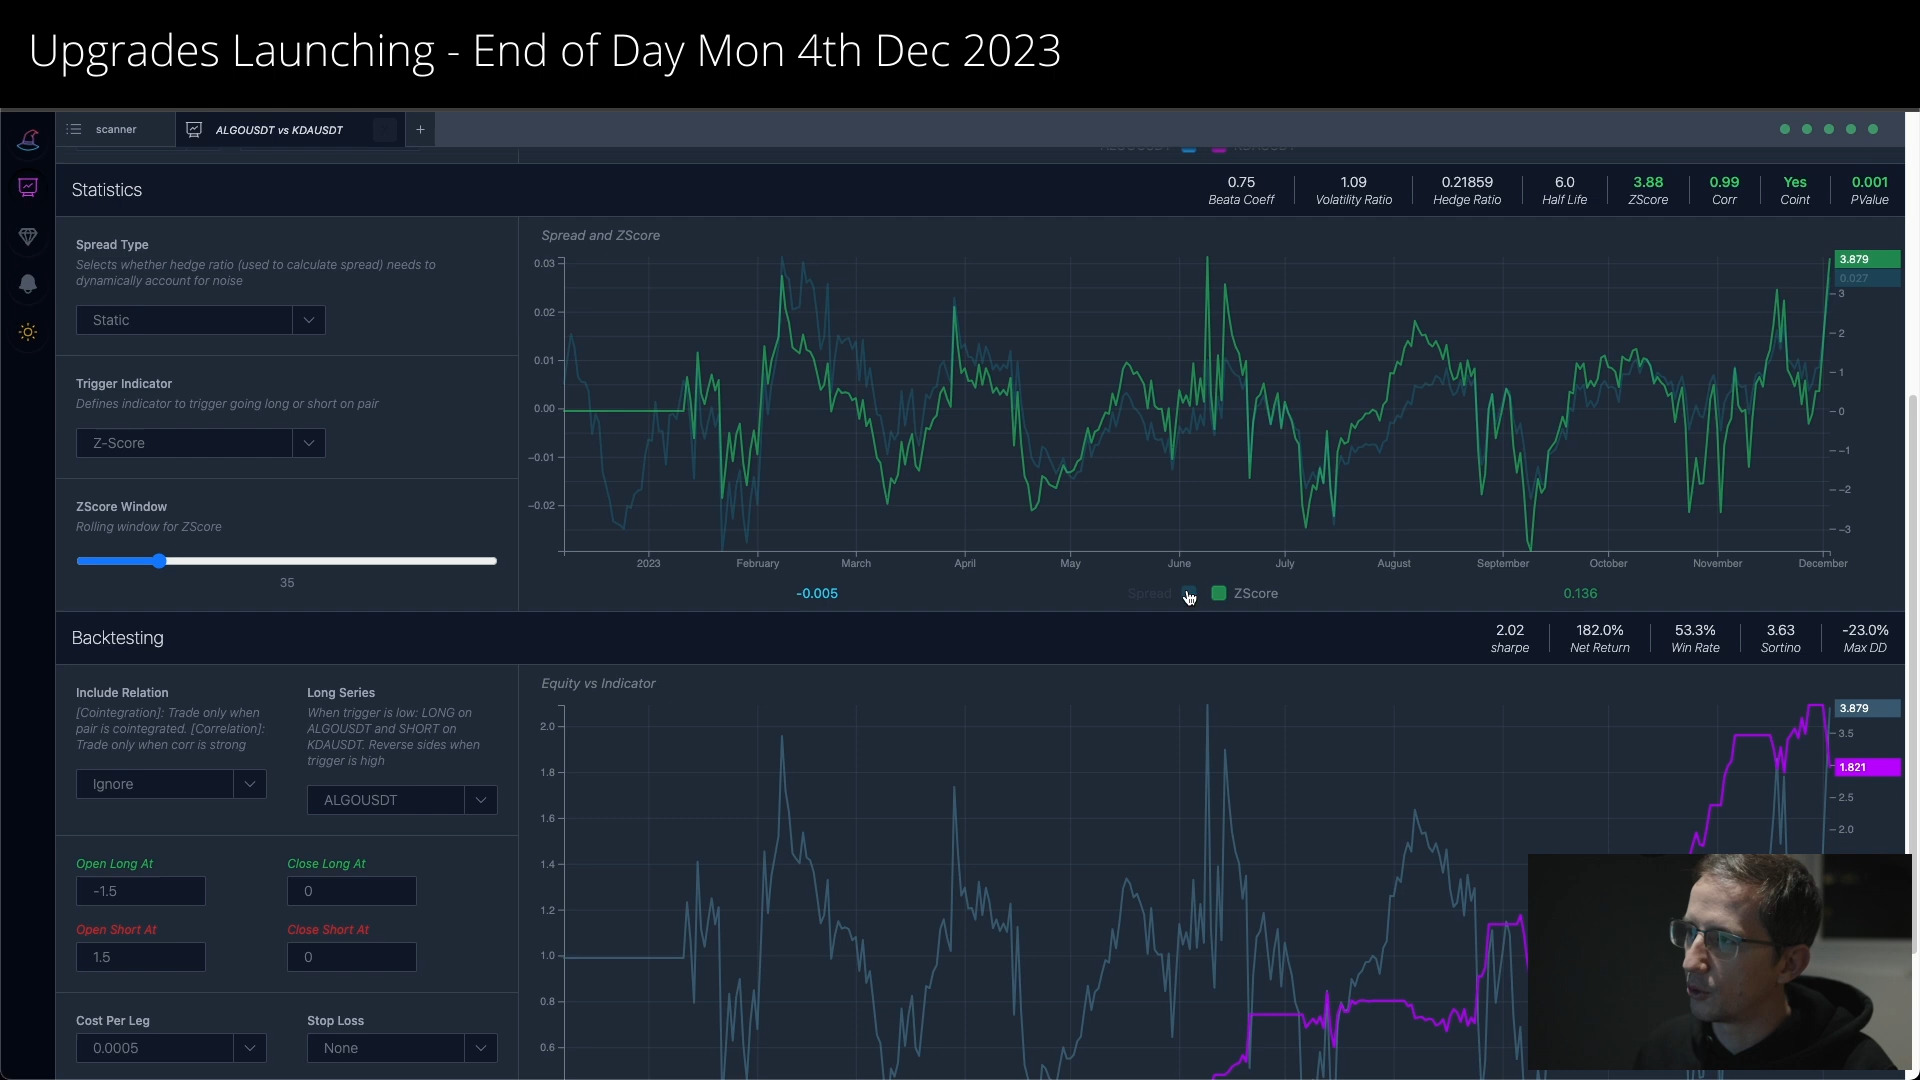 Upgrades Launching - End of Day Mon 4th Dec 2023
scanner
ALGOUSDT vs KDAUSDT
+
Statistics
0.75
Beata Coeff
1.09
Volatility Ratio
0.21859
Hedge Ratio
6.0
Half Life
3.88
ZScore
0.99
Corr
Yes
Coint
0.001
PValue
Spread Type
Selects whether hedge ratio (used to calculate spread) needs to
dynamically account for noise
Static
Trigger Indicator
Defines indicator to trigger going long or short on pair
Z-Score
ZScore Window
Rolling window for ZScore
35
Spread and ZScore
0.03
0.02
0.01
0.00
−0.01
−0.02
3.879
0.027
3
2
1
0
−1
−2
−3
2023
February
March
April
May
June
July
August
September
October
November
December
-0.005
Spread
ZScore
0.136
Backtesting
2.02
sharpe
182.0%
Net Return
53.3%
Win Rate
3.63
Sortino
-23.0%
Max DD
Include Relation
[Cointegration]: Trade only when
pair is cointegrated. [Correlation]:
Trade only when corr is strong
Ignore
Long Series
When trigger is low: LONG on
ALGOUSDT and SHORT on
KDAUSDT. Reverse sides when
trigger is high
ALGOUSDT
Open Long At
-1.5
Close Long At
0
Open Short At
1.5
Close Short At
0
Cost Per Leg
0.0005
Stop Loss
None
Equity vs Indicator
2.0
1.8
1.6
1.4
1.2
1.0
0.8
0.6
3.879
3.5
1.821
2.5
2.0